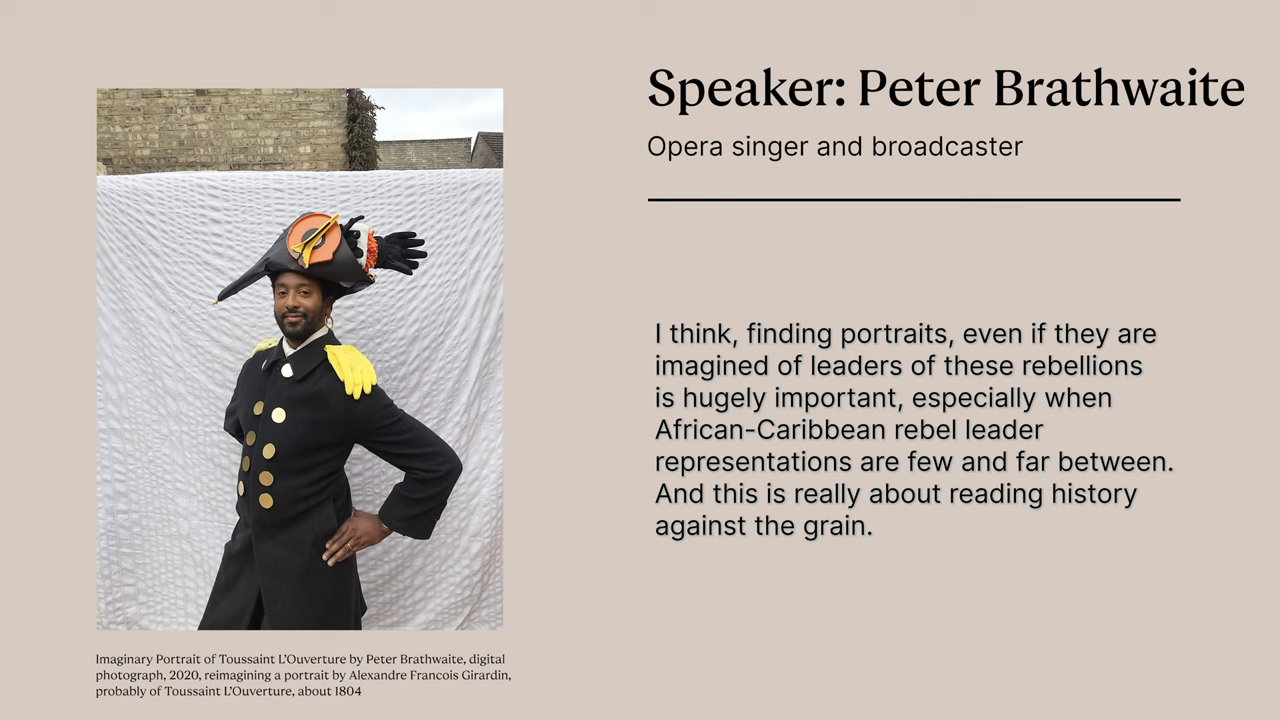 Speaker: Peter Brathwaite
Opera singer and broadcaster
I think, finding portraits, even if they are
imagined of leaders of these rebellions
is hugely important, especially when
African-Caribbean rebel leader
representations are few and far between.
And this is really about reading history
against the grain.
Imaginary Portrait of Toussaint L'Ouverture by Peter Brathwaite, digital
photograph, 2020, reimagining a portrait by Alexandre Francois Girardin,
probably of Toussaint L'Ouverture, about 1804